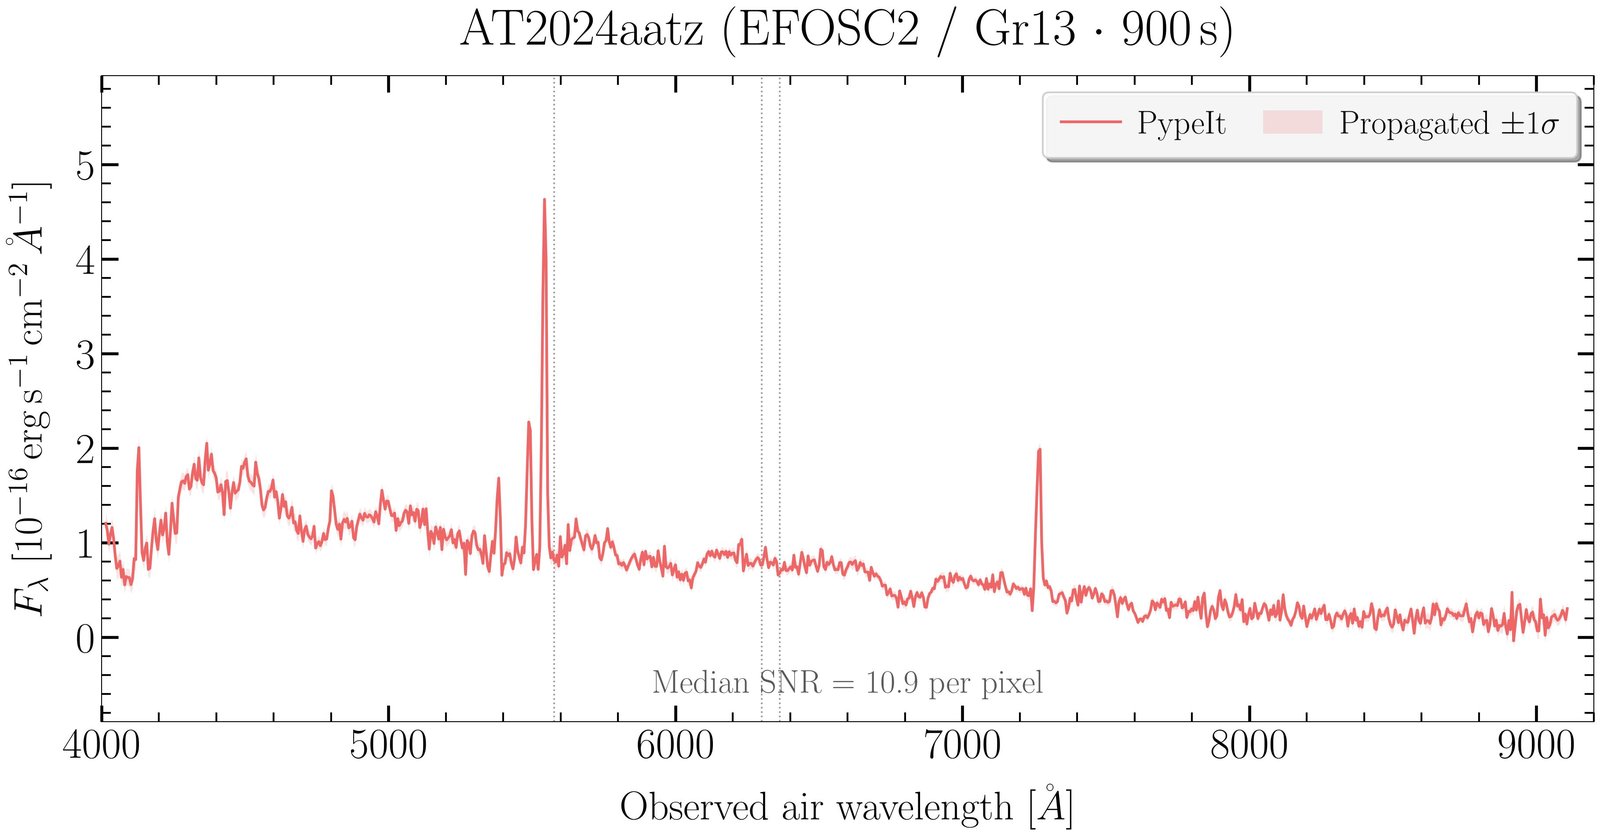 AT2024aatz (EFOSC2 / Gr13 · 900 s)
PypeIt
Propagated ±1σ
F_λ [10⁻¹⁶ erg s⁻¹ cm⁻² Å⁻¹]
5
4
3
2
1
0
Median SNR = 10.9 per pixel
4000 5000 6000 7000 8000 9000
Observed air wavelength [Å]